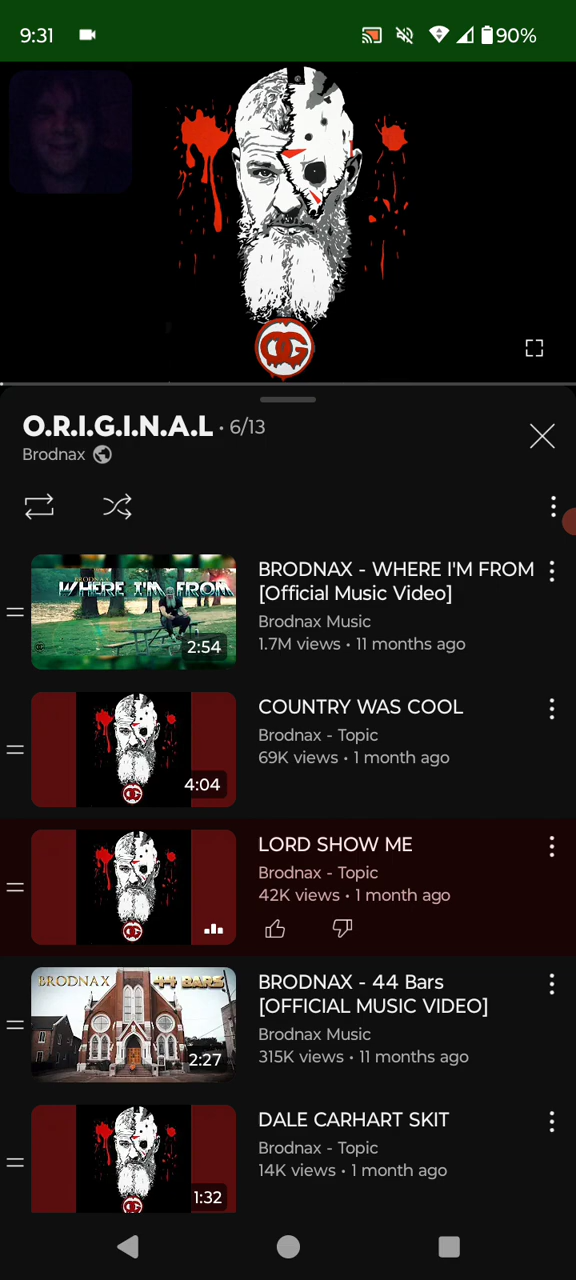 9:31
90%
OG
O.R.I.G.I.N.A.L · 6/13
Brodnax
BRODNAX
WHERE I'M FROM
2:54
BRODNAX - WHERE I'M FROM
[Official Music Video]
Brodnax Music
1.7M views • 11 months ago
4:04
COUNTRY WAS COOL
Brodnax - Topic
69K views • 1 month ago
LORD SHOW ME
Brodnax - Topic
42K views • 1 month ago
BRODNAX 44 BARS
2:27
BRODNAX - 44 Bars
[OFFICIAL MUSIC VIDEO]
Brodnax Music
315K views • 11 months ago
1:32
DALE CARHART SKIT
Brodnax - Topic
14K views • 1 month ago